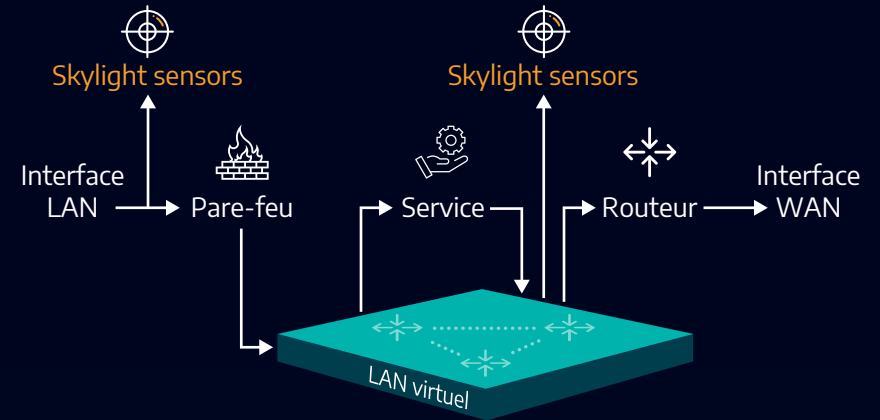 Skylight sensors
Skylight sensors
Interface
LAN
Pare-feu
Service
Routeur
Interface
WAN
LAN virtuel